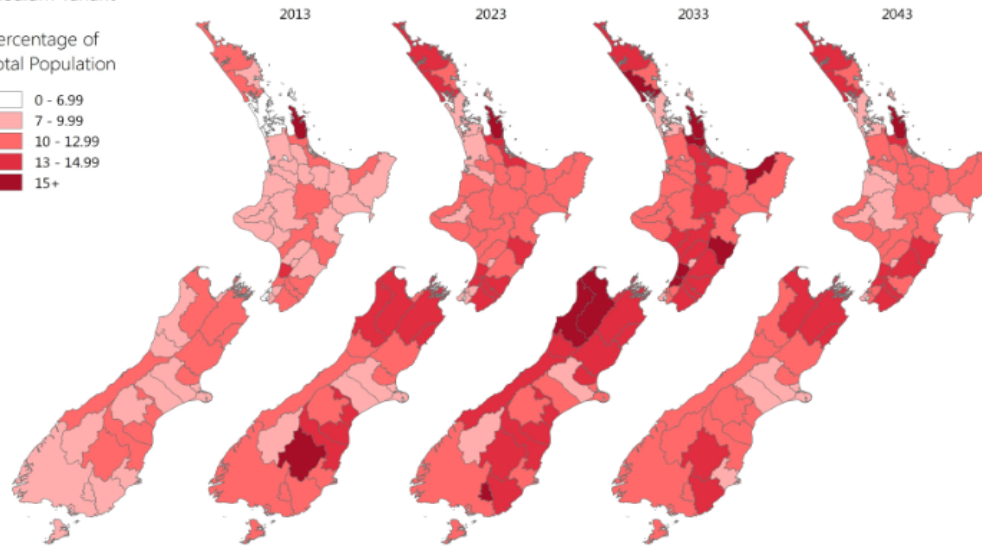 2013 2023 2033 2043
ercentage of
otal Population
0 - 6.99
7 - 9.99
10 - 12.99
13 - 14.99
15+